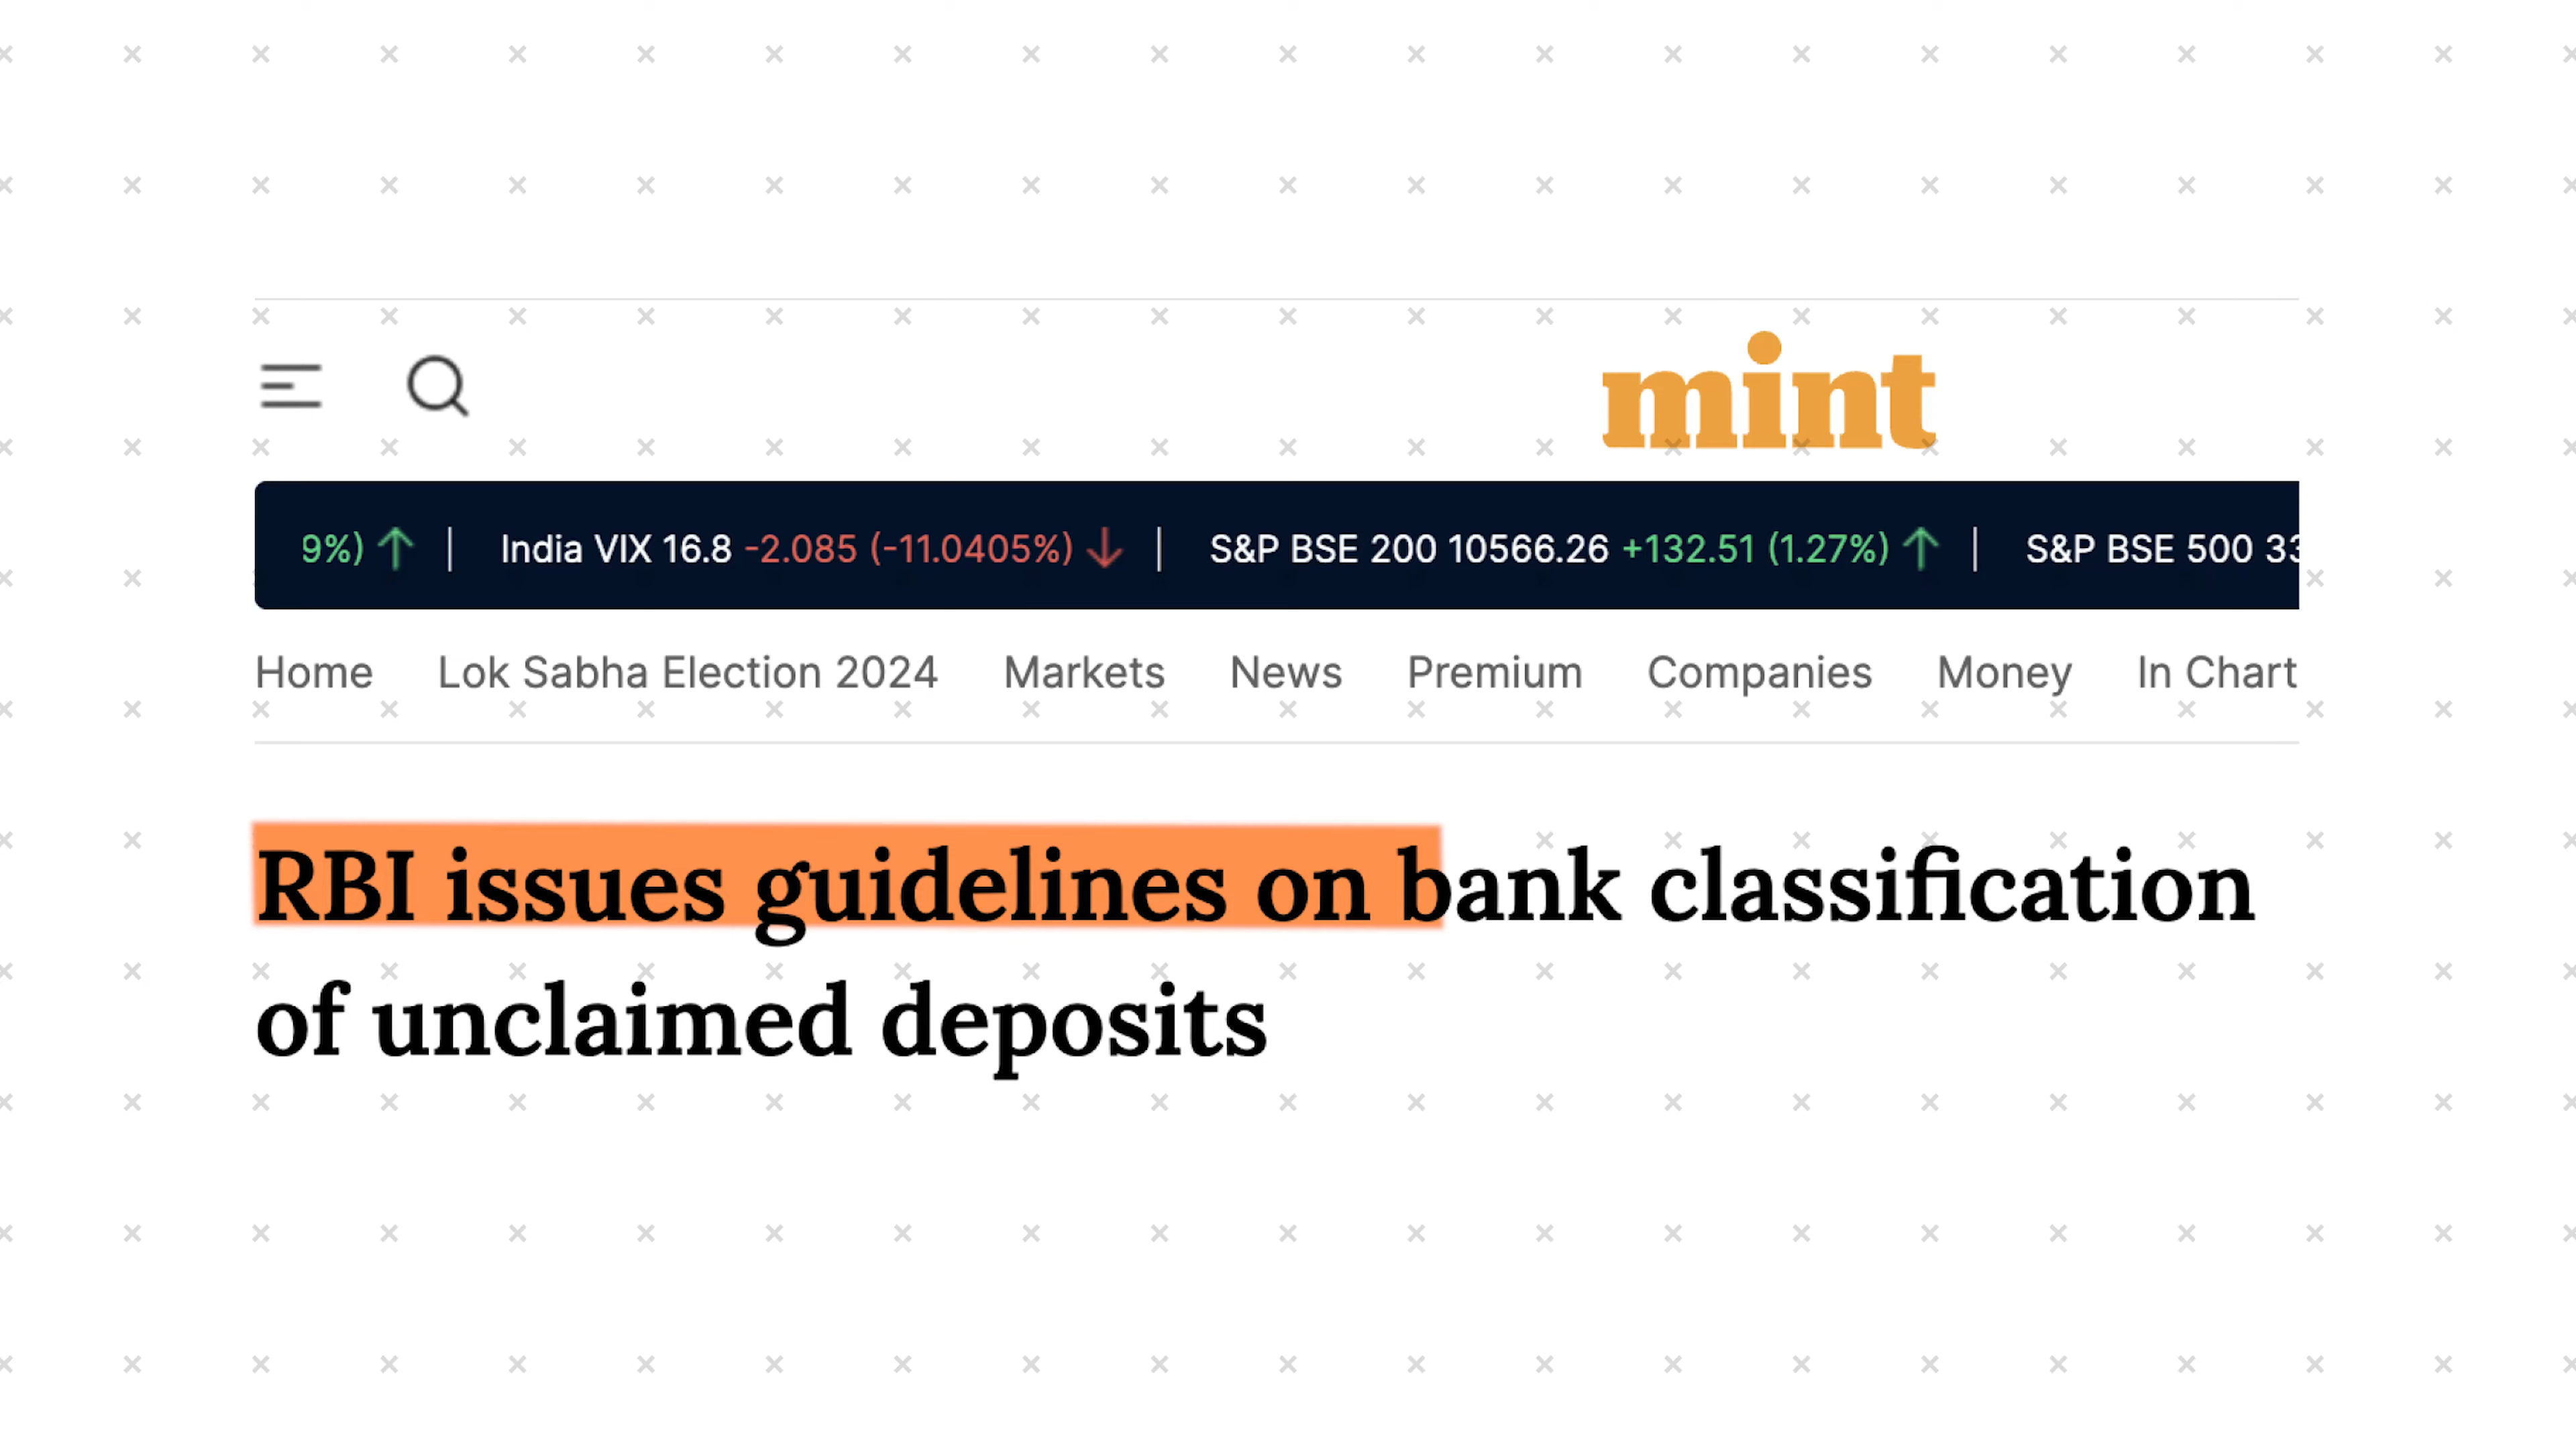 mint
9%) ↑ | India VIX 16.8 -2.085 (-11.0405%) ↓ | S&P BSE 200 10566.26 +132.51 (1.27%) ↑ | S&P BSE 500 33
Home Lok Sabha Election 2024 Markets News Premium Companies Money In Chart
RBI issues guidelines on bank classification
of unclaimed deposits